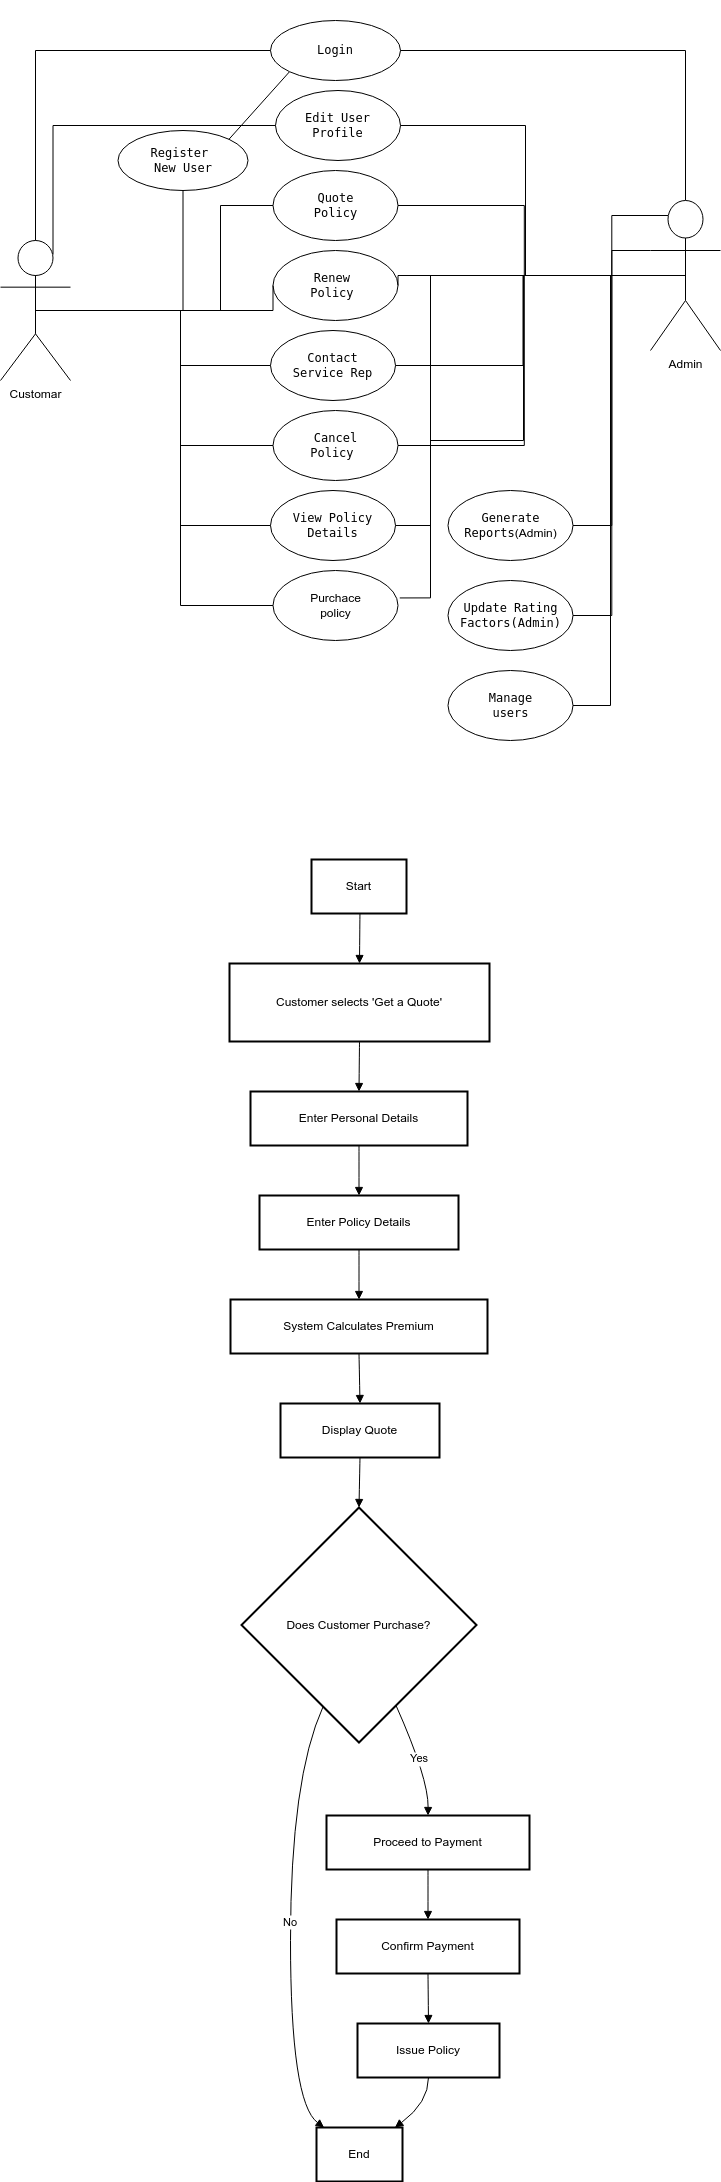 Login
Edit User
Profile
Register
New User
Quote
Policy
Renew
Policy
Contact
Service Rep
Customar
Admin
Cancel
Policy
View Policy
Details
Generate
Reports(Admin)
Purchace
policy
Update Rating
Factors(Admin)
Manage
users
Start
Customer selects 'Get a Quote'
Enter Personal Details
Enter Policy Details
System Calculates Premium
Display Quote
Does Customer Purchase?
Yes
Proceed to Payment
No
Confirm Payment
Issue Policy
End